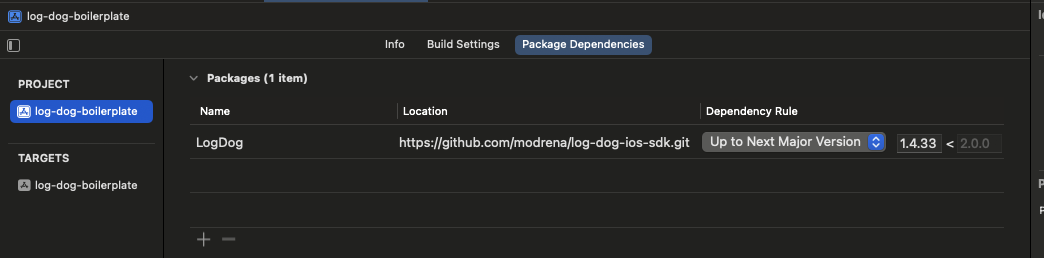 log-dog-boilerplate
Info Build Settings Package Dependencies
PROJECT
log-dog-boilerplate
TARGETS
log-dog-boilerplate
Packages (1 item)
Name Location Dependency Rule
LogDog https://github.com/modrena/log-dog-ios-sdk.git Up to Next Major Version 1.4.33 < 2.0.0